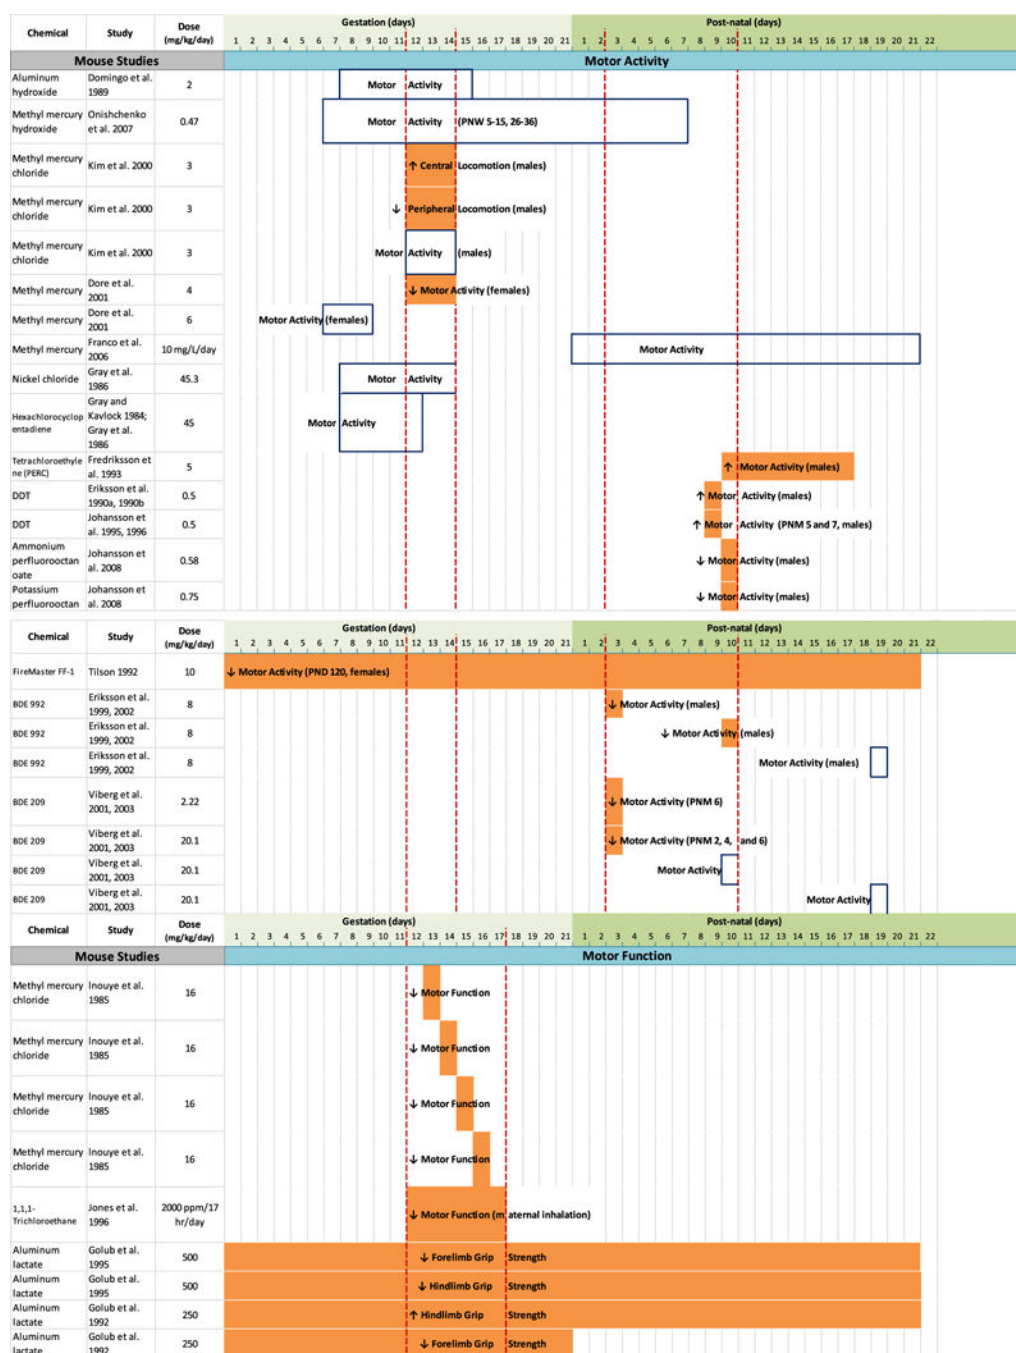 Chemical Study Dose (mg/kg/day) Gestation (days) Post-natal (days)
1 2 3 4 5 6 7 8 9 10 11 12 13 14 15 16 17 18 19 20 21 1 2 3 4 5 6 7 8 9 10 11 12 13 14 15 16 17 18 19 20 21 22
Mouse Studies Motor Activity
Aluminum hydroxide Domingo et al. 1989 2 Motor Activity
Methyl mercury hydroxide Onishchenko et al. 2007 0.47 Motor Activity (PNW 5-15, 26-36)
Methyl mercury chloride Kim et al. 2000 3 ↑ Central Locomotion (males)
Methyl mercury chloride Kim et al. 2000 3 ↓ Peripheral Locomotion (males)
Methyl mercury chloride Kim et al. 2000 3 Motor Activity (males)
Methyl mercury Dore et al. 2001 4 ↓ Motor Activity (females)
Methyl mercury Dore et al. 2001 6 Motor Activity (females)
Methyl mercury Franco et al. 2006 10 mg/L/day Motor Activity
Nickel chloride Gray et al. 1986 45.3 Motor Activity
Hexachlorocyclopentadiene Gray and Kavlock 1984; Gray et al. 1986 45 Motor Activity
Tetrachloroethylene (PERC) Fredriksson et al. 1993 5 ↑ Motor Activity (males)
DDT Eriksson et al. 1990a, 1990b 0.5 ↑ Motor Activity (males)
DDT Johansson et al. 1995, 1996 0.5 ↑ Motor Activity (PNM 5 and 7, males)
Ammonium perfluorooctanoate Johansson et al. 2008 0.58 ↓ Motor Activity (males)
Potassium perfluorooctan Johansson et al. 2008 0.75 ↓ Motor Activity (males)
Chemical Study Dose (mg/kg/day) Gestation (days) Post-natal (days)
1 2 3 4 5 6 7 8 9 10 11 12 13 14 15 16 17 18 19 20 21 1 2 3 4 5 6 7 8 9 10 11 12 13 14 15 16 17 18 19 20 21 22
FireMaster FF-1 Tilson 1992 10 ↓ Motor Activity (PND 120, females)
BDE 992 Eriksson et al. 1999, 2002 8 ↓ Motor Activity (males)
BDE 992 Eriksson et al. 1999, 2002 8 ↓ Motor Activity (males)
BDE 992 Eriksson et al. 1999, 2002 8 Motor Activity (males)
BDE 209 Viberg et al. 2001, 2003 2.22 ↓ Motor Activity (PNM 6)
BDE 209 Viberg et al. 2001, 2003 20.1 ↓ Motor Activity (PNM 2, 4, and 6)
BDE 209 Viberg et al. 2001, 2003 20.1 Motor Activity
BDE 209 Viberg et al. 2001, 2003 20.1 Motor Activity
Chemical Study Dose (mg/kg/day) Gestation (days) Post-natal (days)
1 2 3 4 5 6 7 8 9 10 11 12 13 14 15 16 17 18 19 20 21 1 2 3 4 5 6 7 8 9 10 11 12 13 14 15 16 17 18 19 20 21 22
Mouse Studies Motor Function
Methyl mercury chloride Inouye et al. 1985 16 ↓ Motor Function
Methyl mercury chloride Inouye et al. 1985 16 ↓ Motor Function
Methyl mercury chloride Inouye et al. 1985 16 ↓ Motor Function
Methyl mercury chloride Inouye et al. 1985 16 ↓ Motor Function
1,1,1-Trichloroethane Jones et al. 1996 2000 ppm/17 hr/day ↓ Motor Function (maternal inhalation)
Aluminum lactate Golub et al. 1995 500 ↓ Forelimb Grip Strength
Aluminum lactate Golub et al. 1995 500 ↓ Hindlimb Grip Strength
Aluminum lactate Golub et al. 1992 250 ↑ Hindlimb Grip Strength
Aluminum lactate Golub et al. 1992 250 ↓ Forelimb Grip Strength